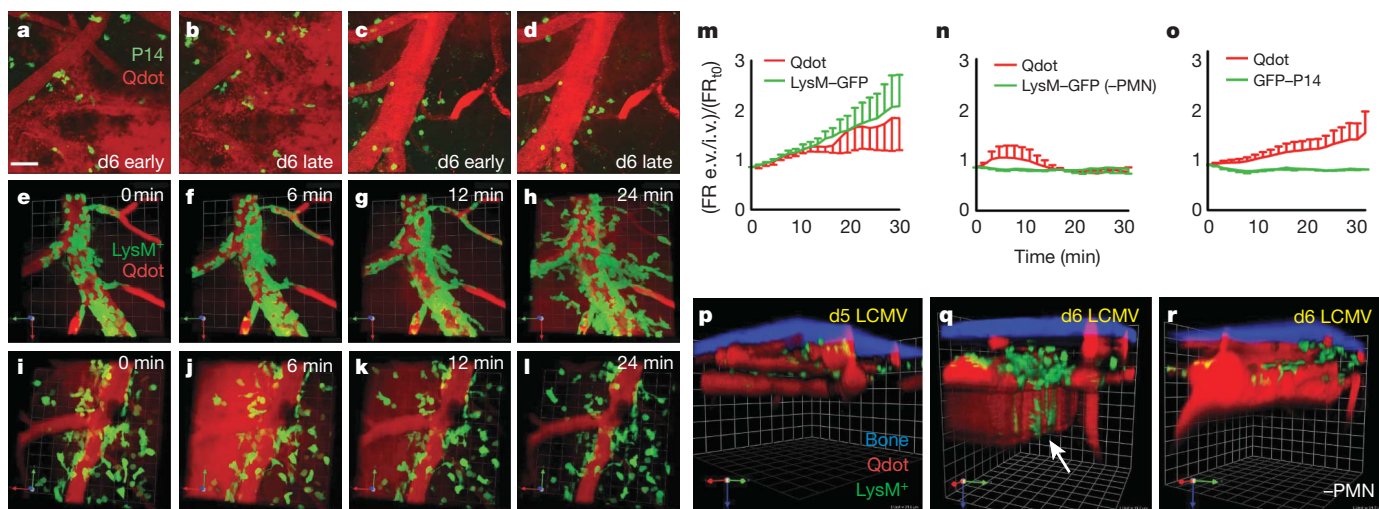 a
P14
Qdot
d6 early
b
d6 late
c
d6 early
d
d6 late
e
0 min
LysM+
Qdot
f
6 min
g
12 min
h
24 min
i
0 min
j
6 min
k
12 min
l
24 min
m
Qdot
LysM–GFP
(FR e.v./i.v.)/(FRt0)
3
2
1
0
0 10 20 30
n
Qdot
LysM–GFP (–PMN)
3
2
1
0
0 10 20 30
Time (min)
o
Qdot
GFP–P14
3
2
1
0
0 10 20 30
p
d5 LCMV
Bone
Qdot
LysM+
q
d6 LCMV
r
d6 LCMV
–PMN